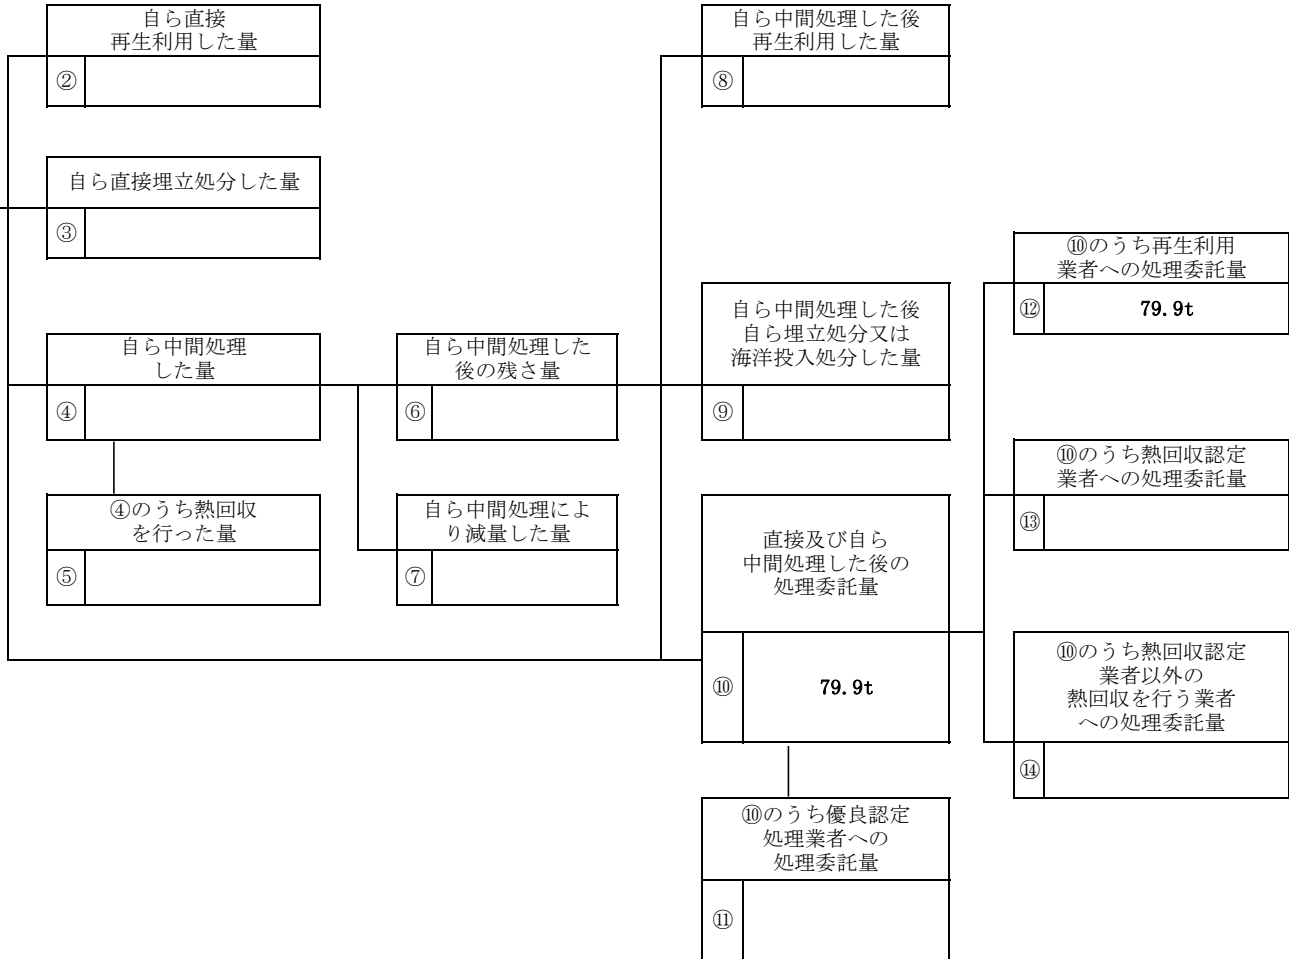 自ら直接
再生利用した量
②
自ら中間処理した後
再生利用した量
⑧
自ら直接埋立処分した量
③
⑩のうち再生利用
業者への処理委託量
⑫
79.9t
自ら中間処理
した量
④
自ら中間処理した
後の残さ量
⑥
自ら中間処理した後
自ら埋立処分又は
海洋投入処分した量
⑨
⑩のうち熱回収認定
業者への処理委託量
⑬
④のうち熱回収
を行った量
⑤
自ら中間処理によ
り減量した量
⑦
直接及び自ら
中間処理した後の
処理委託量
⑩
79.9t
⑩のうち熱回収認定
業者以外の
熱回収を行う業者
への処理委託量
⑭
⑩のうち優良認定
処理業者への
処理委託量
⑪